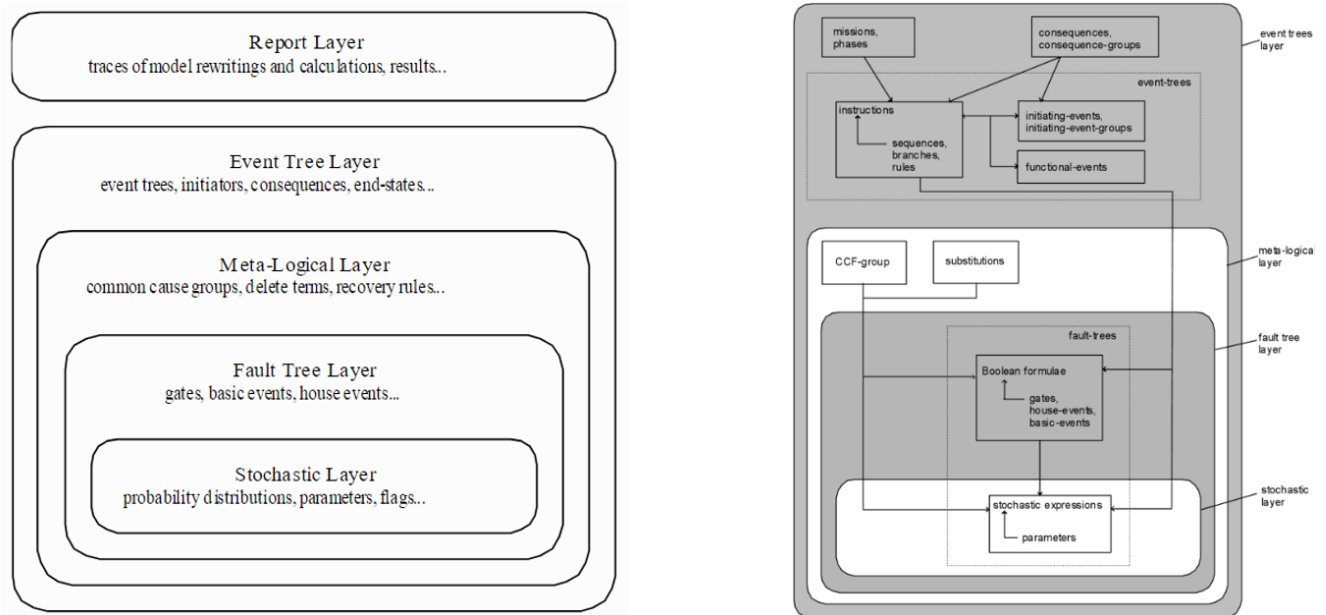 Report Layer
traces of model rewritings and calculations, results...
Event Tree Layer
event trees, initiators, consequences, end-states...
Meta-Logical Layer
common cause groups, delete terms, recovery rules...
Fault Tree Layer
gates, basic events, house events...
Stochastic Layer
probability distributions, parameters, flags...
missions,
phases
consequences,
consequence-groups
event trees
layer
event-trees
instructions
sequences,
branches,
rules
initiating-events,
initiating-event-groups
functional-events
meta-logical
layer
CCF-group
substitutions
fault tree
layer
fault-trees
Boolean formulae
gates,
house-events,
basic-events
stochastic
layer
stochastic expressions
parameters